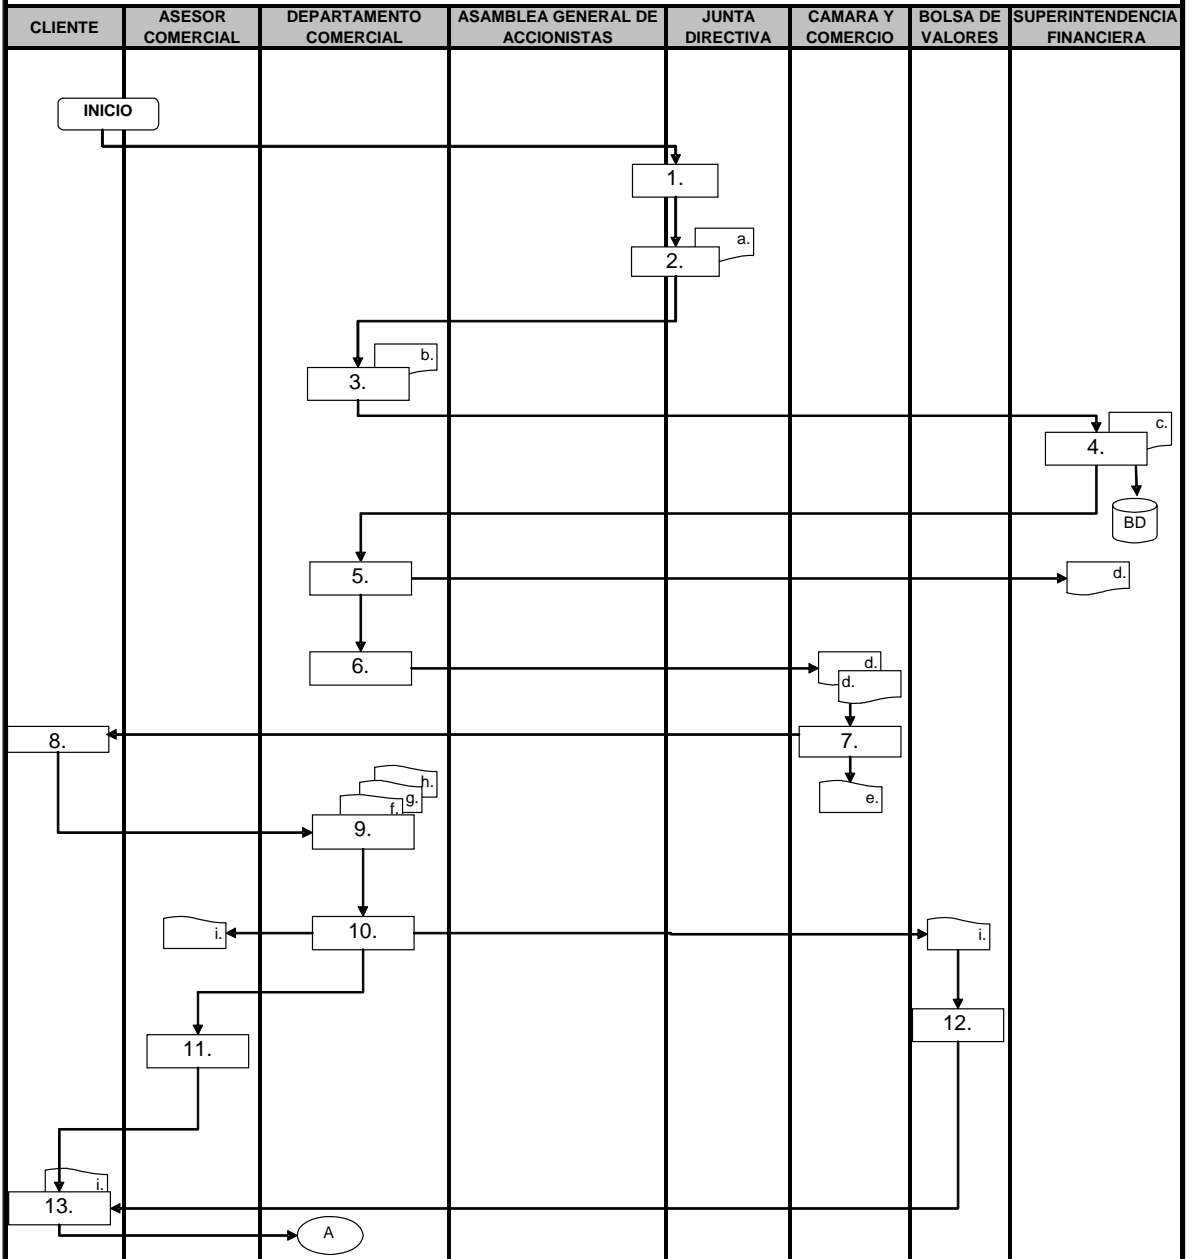 CLIENTE
ASESOR
COMERCIAL
DEPARTAMENTO
COMERCIAL
ASAMBLEA GENERAL DE
ACCIONISTAS
JUNTA
DIRECTIVA
CAMARA Y
COMERCIO
BOLSA DE
VALORES
SUPERINTENDENCIA
FINANCIERA
INICIO
1.
a.
2.
b.
3.
c.
4.
BD
5.
d.
6.
d.
d.
8.
7.
h.
g.
f.
e.
9.
i.
10.
i.
12.
11.
i.
13.
A